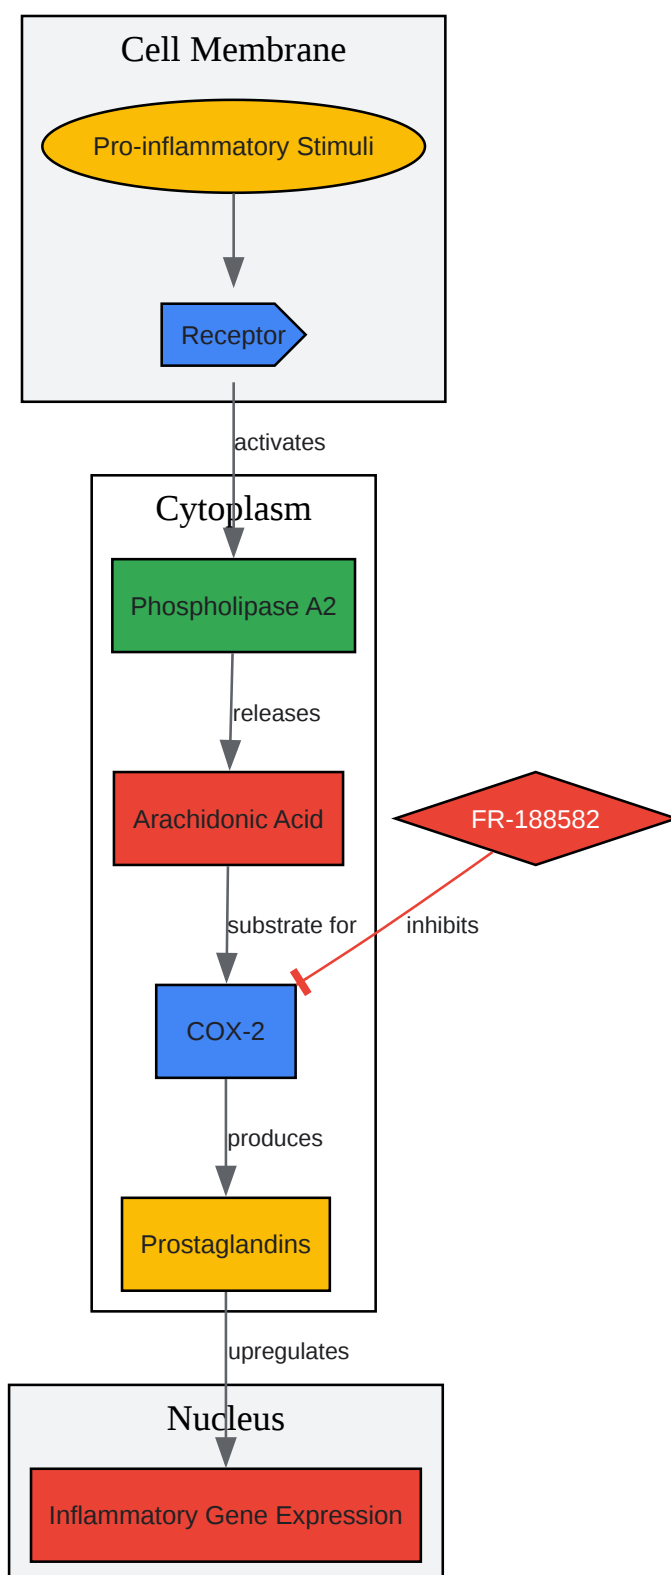 Cell Membrane
Pro-inflammatory Stimuli
Receptor
activates
Cytoplasm
Phospholipase A2
releases
Arachidonic Acid
FR-188582
substrate for
inhibits
COX-2
produces
Prostaglandins
upregulates
Nucleus
Inflammatory Gene Expression